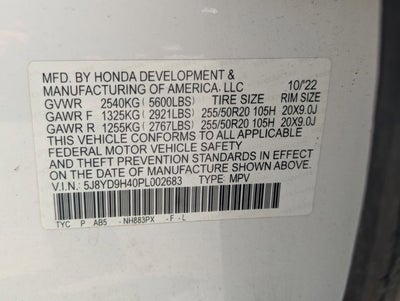 MFD. BY HONDA DEVELOPMENT &
MANUFACTURING OF AMERICA, LLC 10/'22
GVWR 2540KG (5600LBS) TIRE SIZE RIM SIZE
GAWR F 1325KG (2921LBS) 255/50R20 105H 20X9.0J
GAWR R 1255KG (2767LBS) 255/50R20 105H 20X9.0J
THIS VEHICLE CONFORMS TO ALL APPLICABLE
FEDERAL MOTOR VEHICLE SAFETY
AND THEFT PREVENTION STANDARDS IN EFFECT ON
THE DATE OF MANUFACTURE SHOWN ABOVE.
V.I.N.: 5J8YD9H40PL002683 TYPE: MPV
TYC P AB5 -NH883PX -F-L